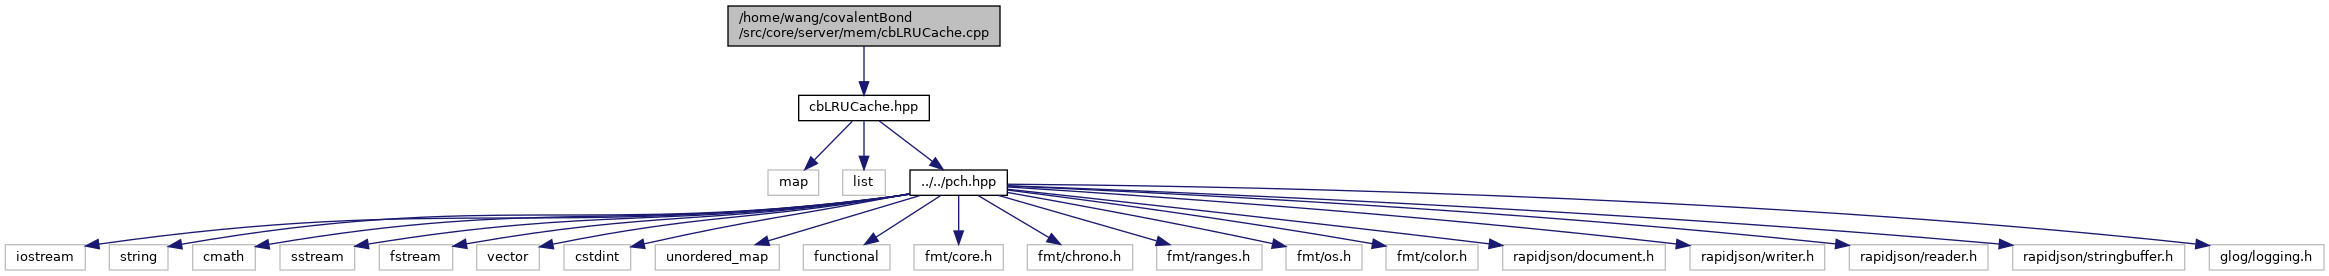 /home/wang/covalentBond
/src/core/server/mem/cbLRUCache.cpp
cbLRUCache.hpp
map
list
../../pch.hpp
iostream
string
cmath
sstream
fstream
vector
cstdint
unordered_map
functional
fmt/core.h
fmt/chrono.h
fmt/ranges.h
fmt/os.h
fmt/color.h
rapidjson/document.h
rapidjson/writer.h
rapidjson/reader.h
rapidjson/stringbuffer.h
glog/logging.h